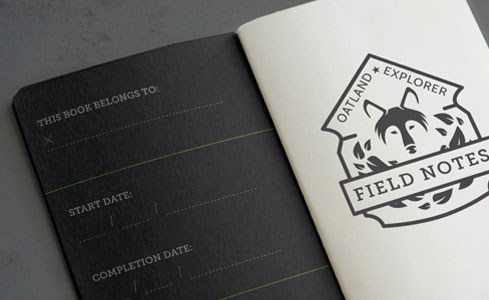 THIS BOOK BELONGS TO:
X
START DATE:
/ /
COMPLETION DATE:
/ /
OATLAND ★ EXPLORER
FIELD NOTES